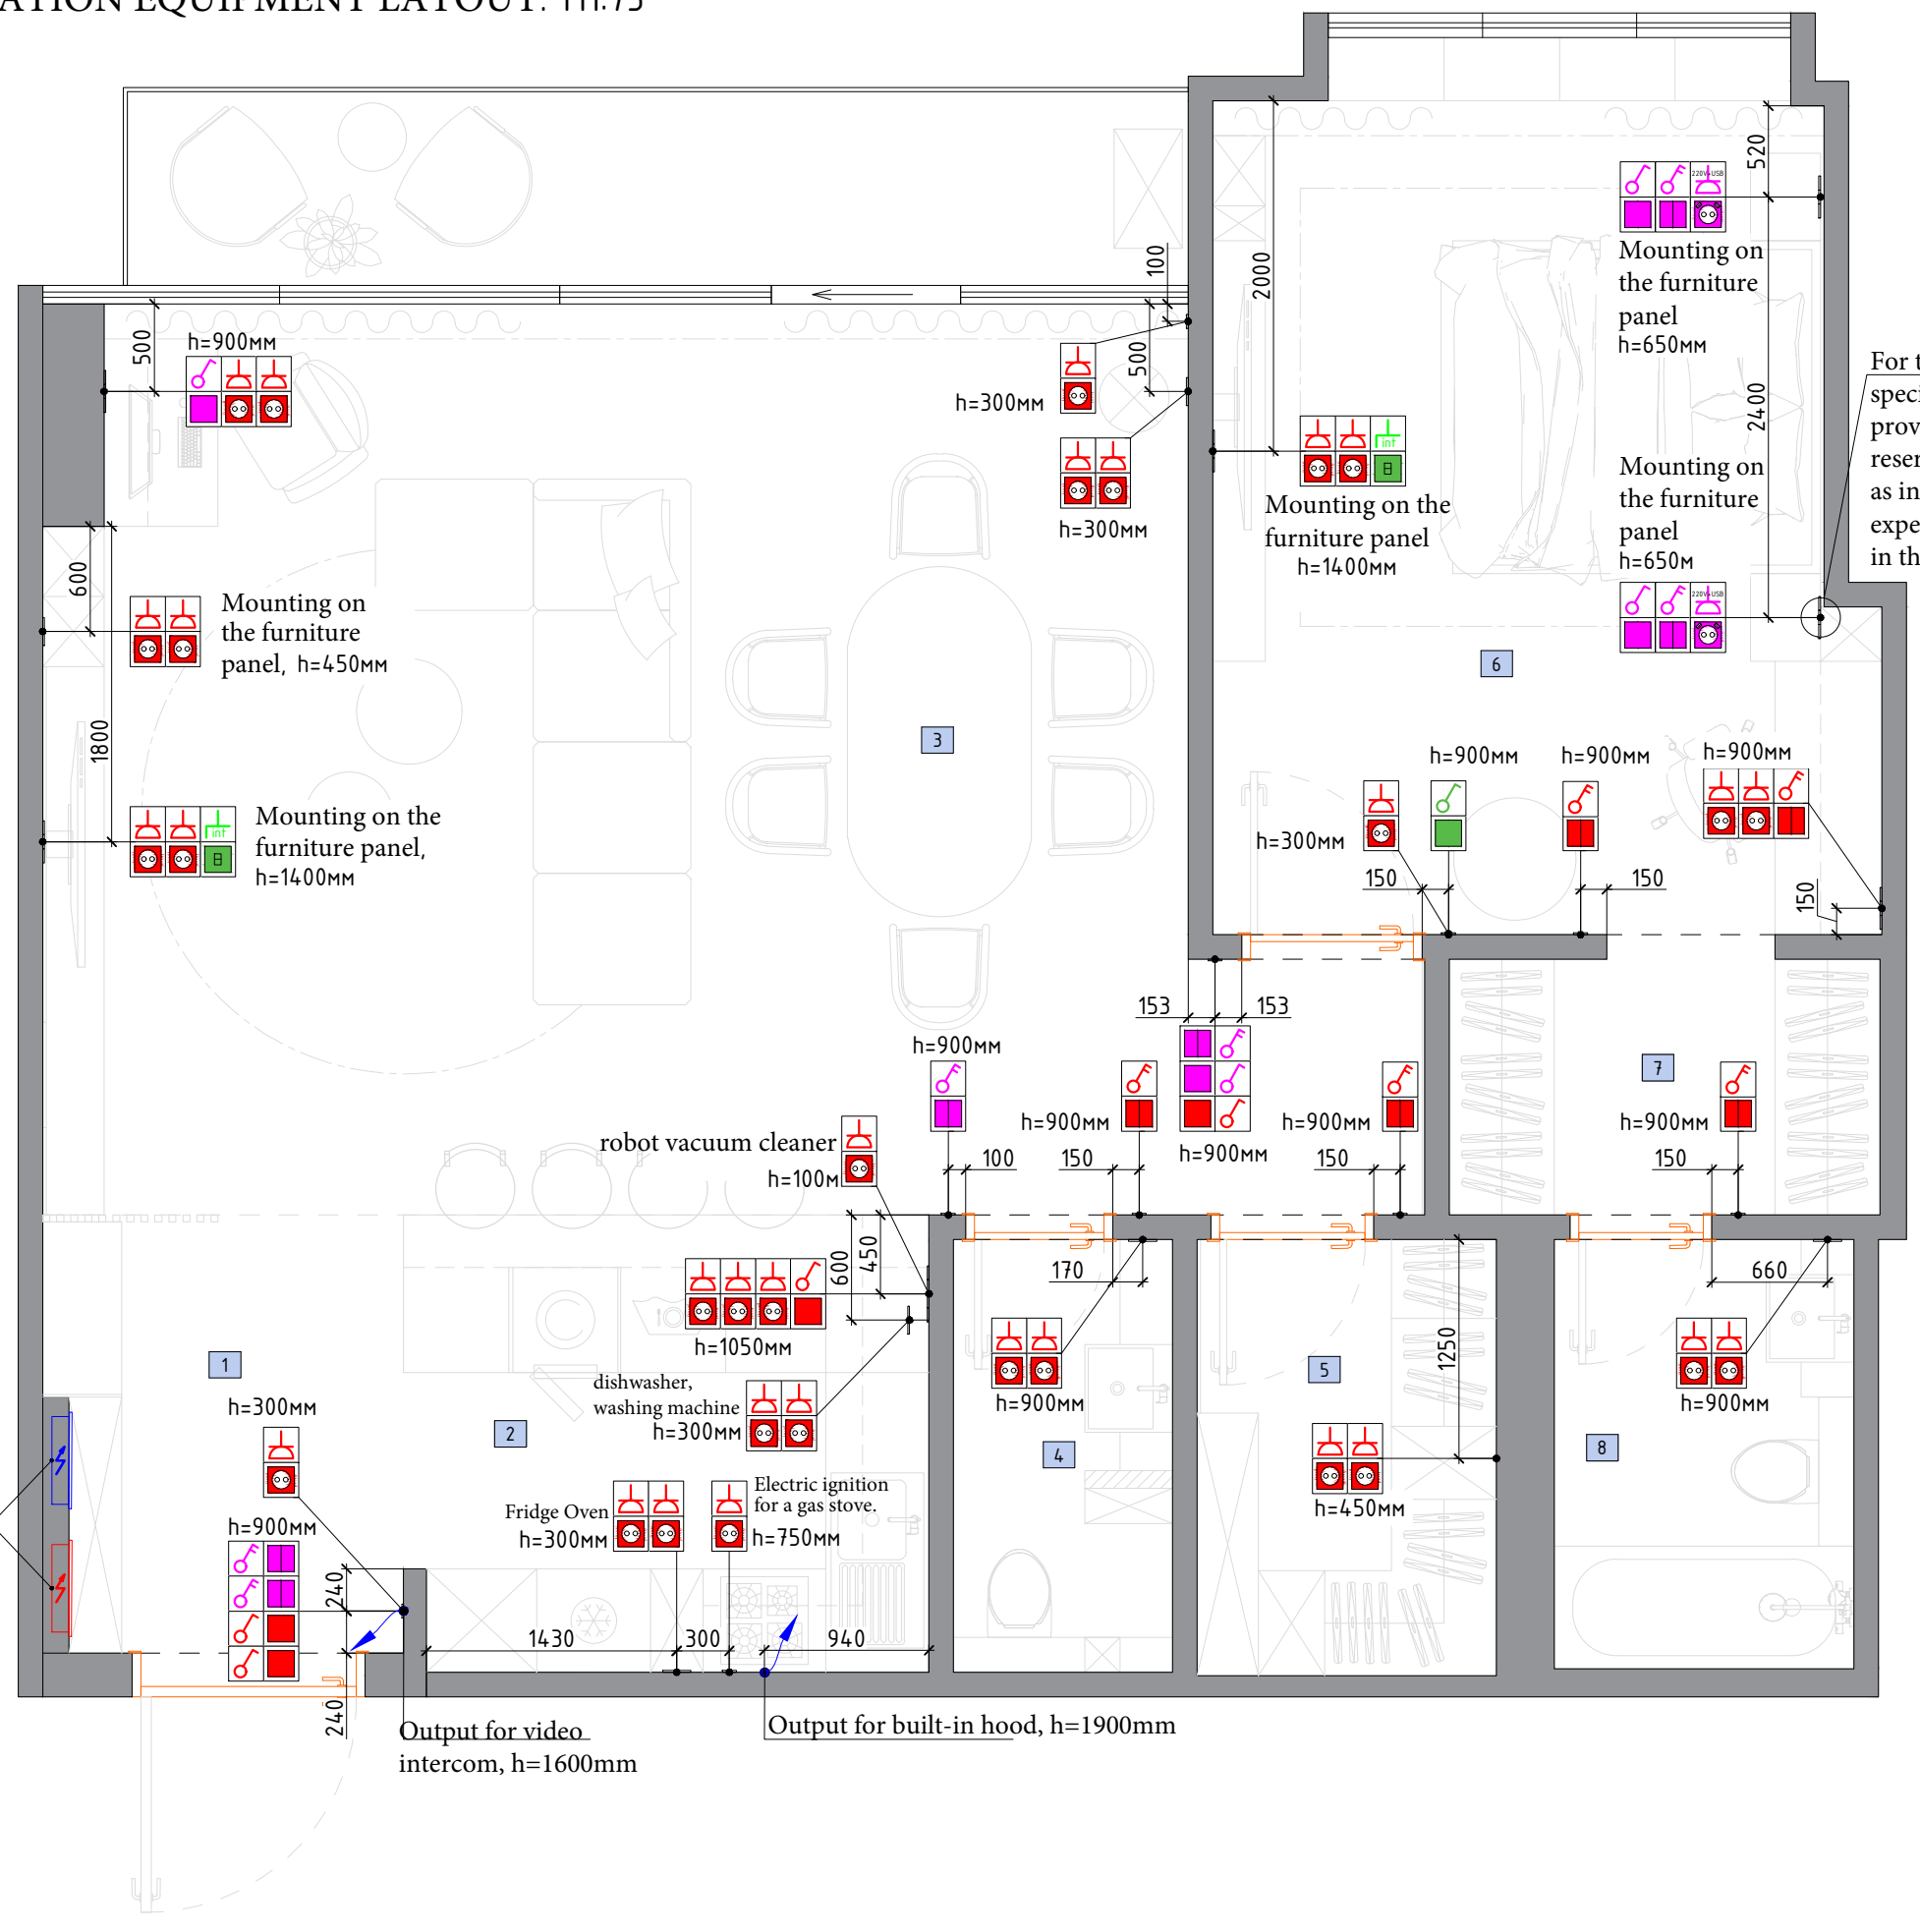 EQUIPMENT LAYOUT.
520
220V+USB
Mounting on
the furniture
panel
h=650мм
100
2000
500
h=900мм
500
h=300мм
h=300мм
2400
Mounting on the
furniture panel
h=1400мм
Mounting on
the furniture
panel
h=650м
220V+USB
600
Mounting on
the furniture
panel, h=450мм
1800
Mounting on the
furniture panel,
h=1400мм
int
int
3
6
h=900мм
h=900мм
h=900мм
h=300мм
150
150
150
153
153
h=900мм
h=900мм
h=900мм
h=900мм
7
h=900мм
100
150
150
150
robot vacuum cleaner
h=100м
600
450
h=1050мм
170
660
1250
1
dishwasher,
washing machine
h=300мм
h=900мм
5
h=900мм
h=300мм
2
4
8
Fridge Oven
h=300мм
Electric ignition
for a gas stove.
h=750мм
h=450мм
h=900мм
240
1430
300
940
240
Output for video
intercom, h=1600mm
Output for built-in hood, h=1900mm
For
in
as in